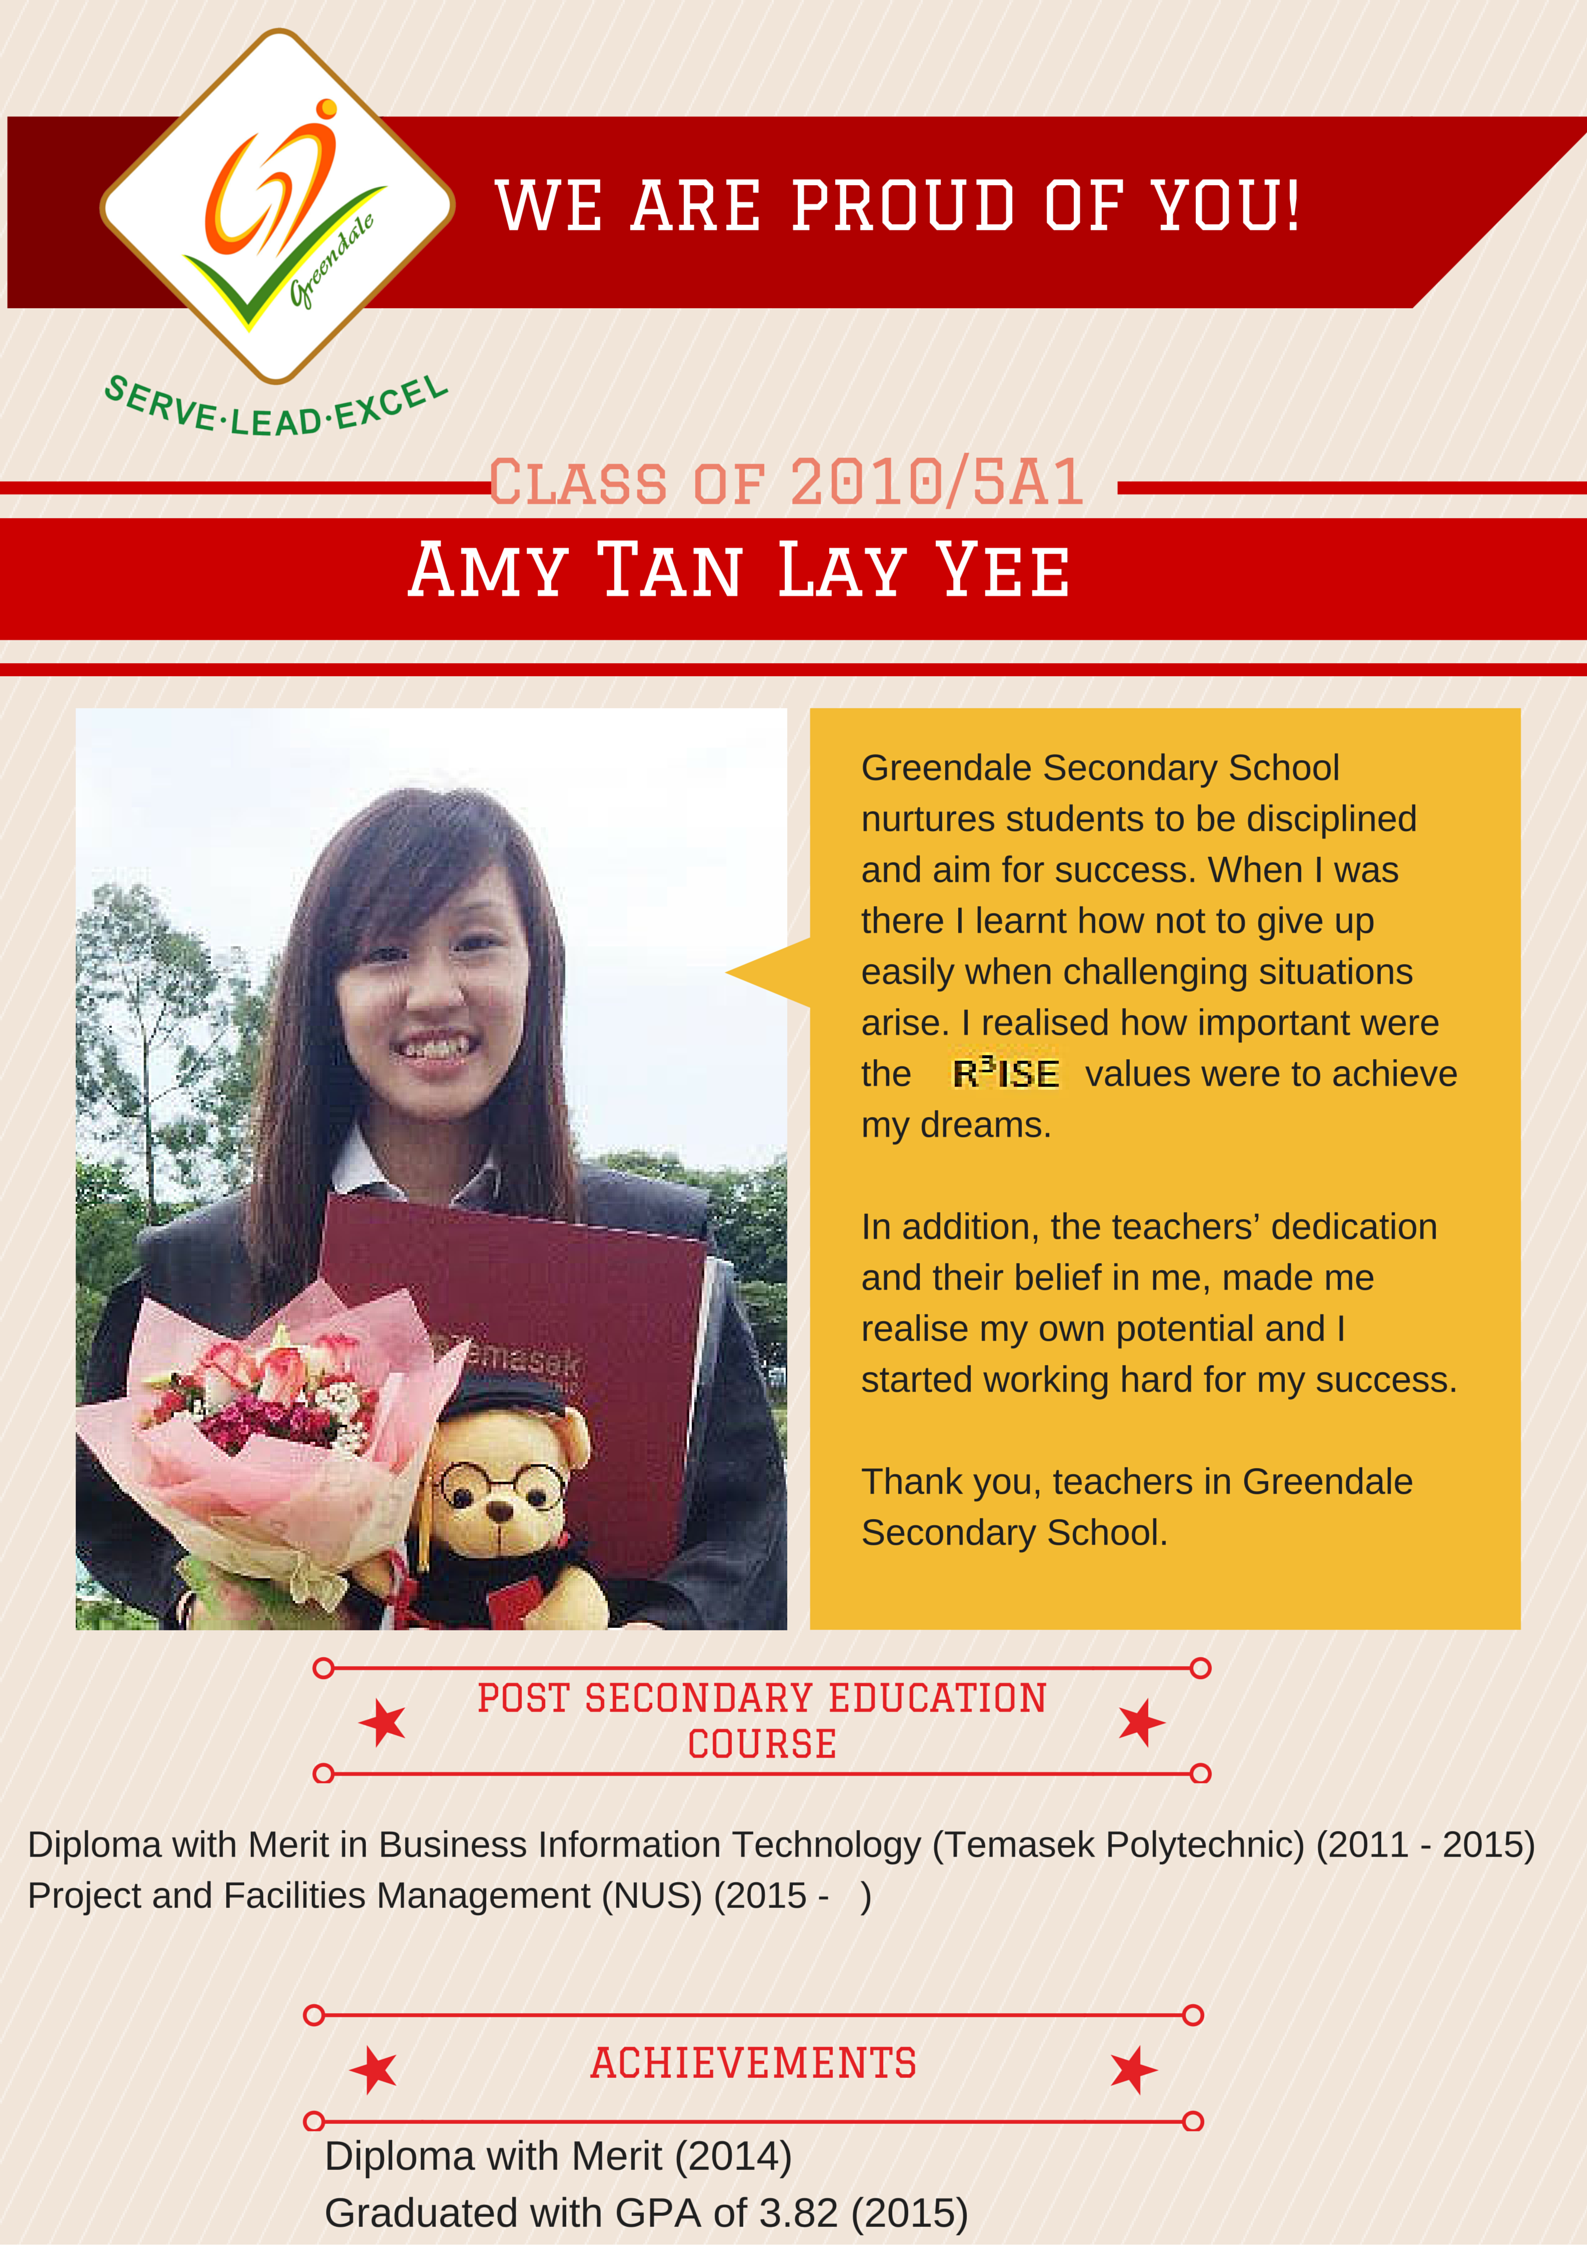 Greendale
SERVE·LEAD·EXCEL
WE ARE PROUD OF YOU!
CLASS OF 2010/5A1
AMY TAN LAY YEE
Greendale Secondary School
nurtures students to be disciplined
and aim for success. When I was
there I learnt how not to give up
easily when challenging situations
arise. I realised how important were
the R³ISE values were to achieve
my dreams.
In addition, the teachers’ dedication
and their belief in me, made me
realise my own potential and I
started working hard for my success.
Thank you, teachers in Greendale
Secondary School.
Temasek
POST SECONDARY EDUCATION
COURSE
Diploma with Merit in Business Information Technology (Temasek Polytechnic) (2011 - 2015)
Project and Facilities Management (NUS) (2015 -   )
ACHIEVEMENTS
Diploma with Merit (2014)
Graduated with GPA of 3.82 (2015)